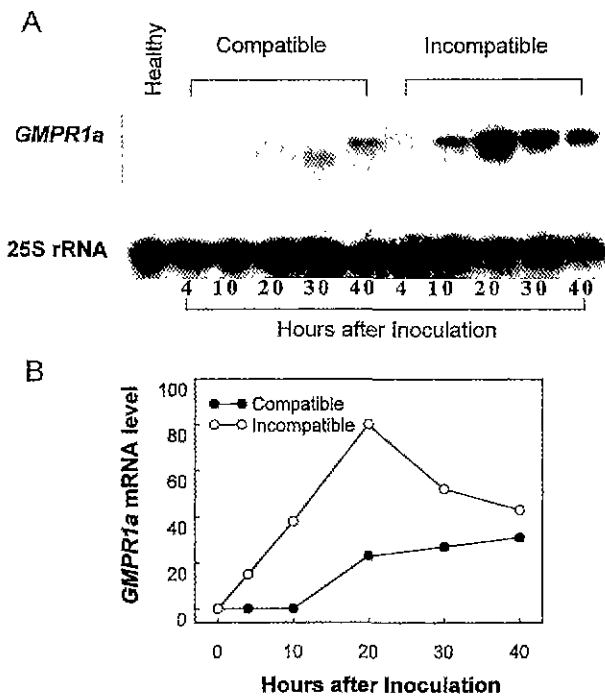 A
Healthy
Compatible
Incompatible
GMPR1a
25S rRNA
4 10 20 30 40 4 10 20 30 40
Hours after Inoculation
B
GMPR1a mRNA level
100
80
60
40
20
0
Compatible
Incompatible
0 10 20 30 40
Hours after Inoculation